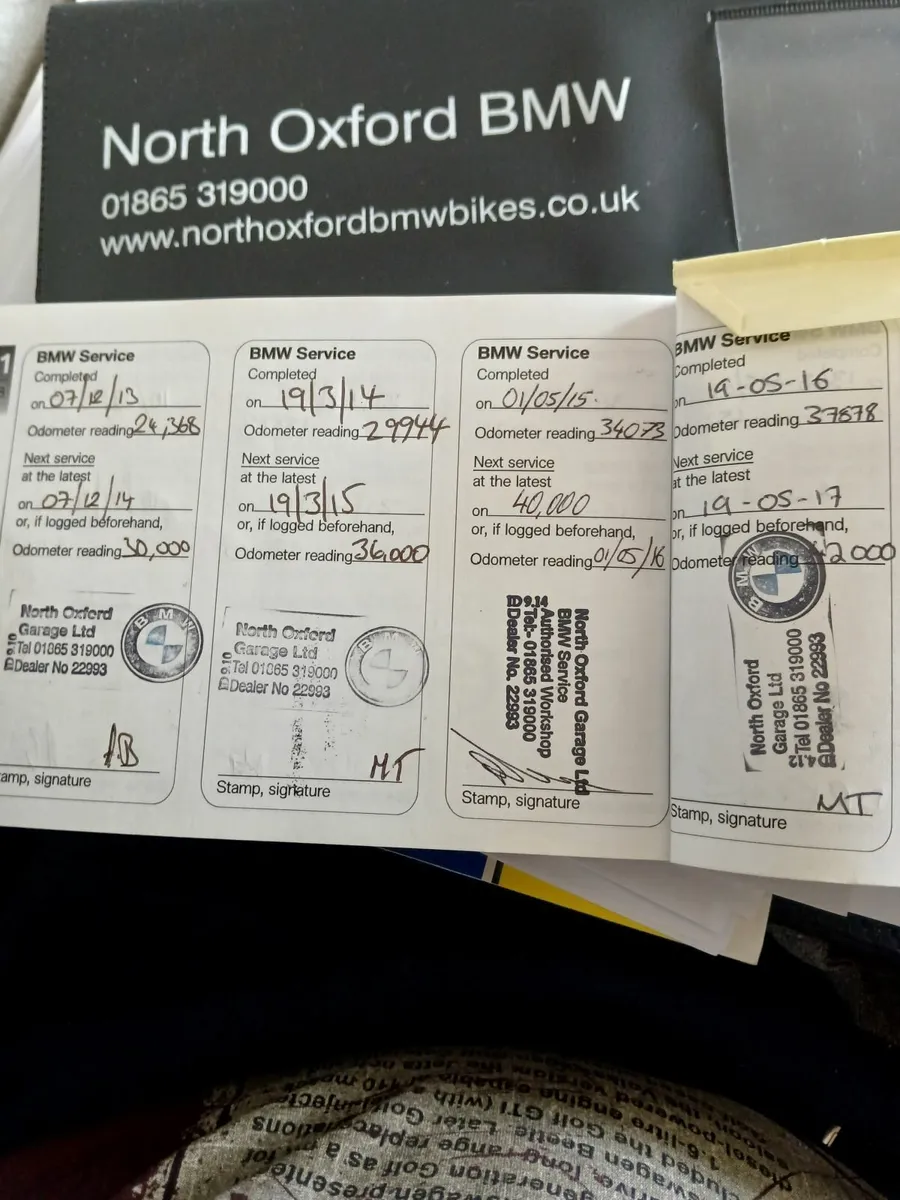 North Oxford BMW
01865 319000
www.northoxfordbmwbikes.co.uk
1
BMW Service
Completed
on 07/12/13
Odometer reading 24,368
Next service
at the latest
on 07/12/14
or, if logged beforehand,
Odometer reading 30,000
North Oxford
Garage Ltd
Tel 01865 319000
Dealer No 22993
BMW
AB
amp, signature
BMW Service
Completed
on 19/3/14
Odometer reading 29944
Next service
at the latest
on 19/3/15
or, if logged beforehand,
Odometer reading 36,000
North Oxford
Garage Ltd
Tel 01865 319000
Dealer No 22993
BMW
MT
Stamp, signature
BMW Service
Completed
on 01/05/15.
Odometer reading 34073
Next service
at the latest
on 40,000
or, if logged beforehand,
Odometer reading 01/05/16
North Oxford Garage Ltd
BMW Service
Authorised Workshop
Tel:- 01865 319000
Dealer No. 22993
Stamp, signature
BMW Service
Completed
on 19-05-16
Odometer reading 37878
Next service
at the latest
on 19-05-17
or, if logged beforehand,
Odometer reading 42000
BMW
North Oxford
Garage Ltd
Tel 01865 319000
Dealer No 22993
MT
Stamp, signature